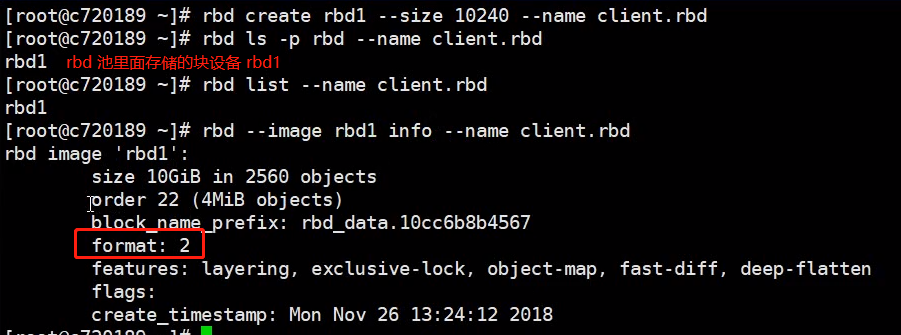 [root@c720189 ~]# rbd create rbd1 --size 10240 --name client.rbd
[root@c720189 ~]# rbd ls -p rbd --name client.rbd
rbd1 rbd 池里面存储的块设备 rbd1
[root@c720189 ~]# rbd list --name client.rbd
rbd1
[root@c720189 ~]# rbd --image rbd1 info --name client.rbd
rbd image 'rbd1':
size 10GiB in 2560 objects
order 22 (4MiB objects)
block_name_prefix: rbd_data.10cc6b8b4567
format: 2
features: layering, exclusive-lock, object-map, fast-diff, deep-flatten
flags:
create_timestamp: Mon Nov 26 13:24:12 2018
[root@c720189 ~]#